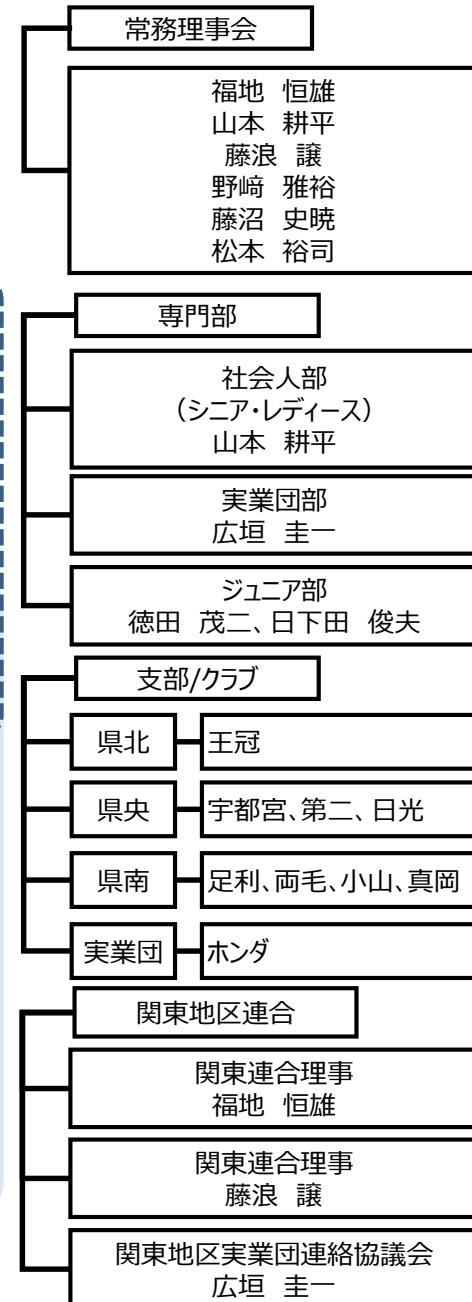 常務理事会
福地 恒雄
山本 耕平
藤浪 譲
野﨑 雅裕
藤沼 史暁
松本 裕司
専門部
社会人部
（シニア・レディース）
山本 耕平
実業団部
広垣 圭一
ジュニア部
徳田 茂二、日下田 俊夫
支部/クラブ
県北 王冠
県央 宇都宮、第二、日光
県南 足利、両毛、小山、真岡
実業団 ホンダ
関東地区連合
関東連合理事
福地 恒雄
関東連合理事
藤浪 譲
関東地区実業団連絡協議会
広垣 圭一